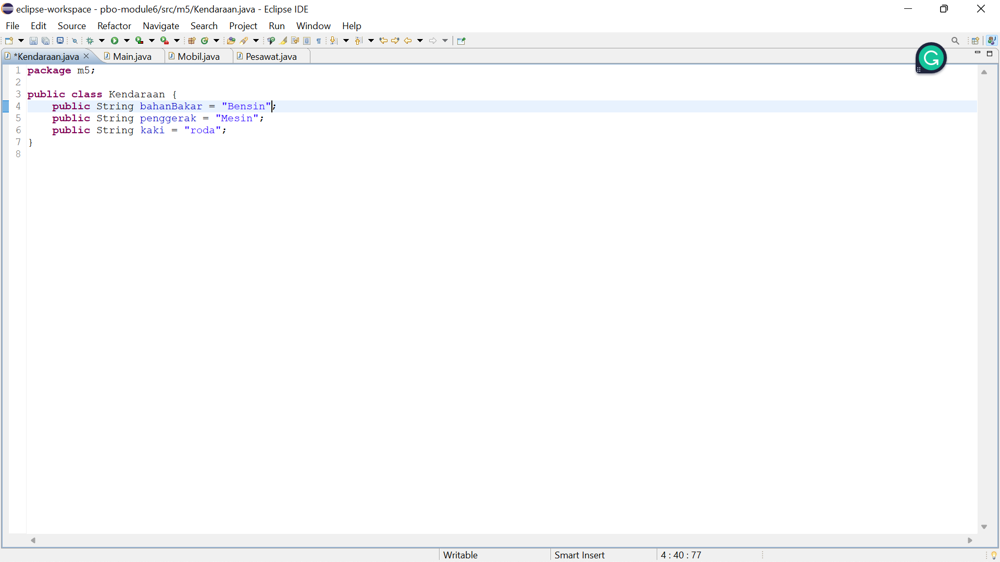 eclipse-workspace - pbo-module6/src/m5/Kendaraan.java - Eclipse IDE
File Edit Source Refactor Navigate Search Project Run Window Help
*Kendaraan.java Main.java Mobil.java Pesawat.java
1 package m5;
2
3 public class Kendaraan {
4     public String bahanBakar = "Bensin";
5     public String penggerak = "Mesin";
6     public String kaki = "roda";
7 }
8
Writable Smart Insert 4 : 40 : 77